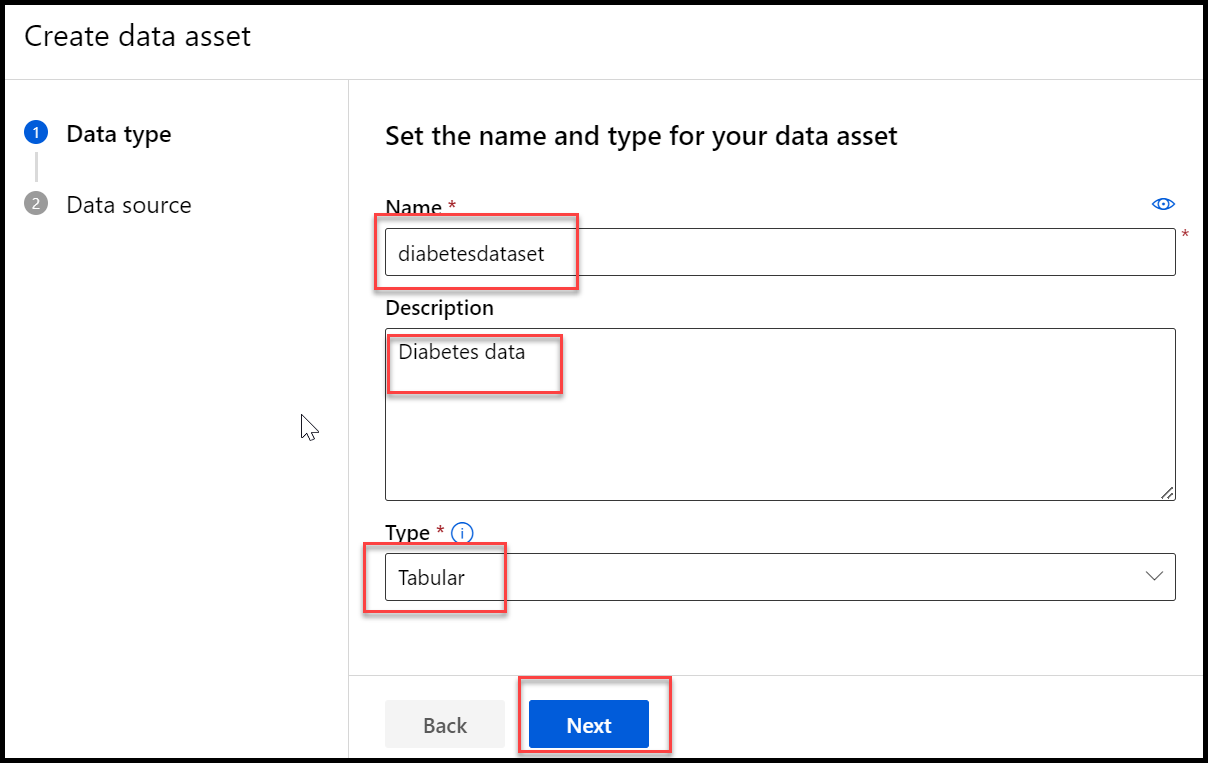 Create data asset
1 Data type
2 Data source
Set the name and type for your data asset
Name *
diabetesdataset
*
Description
Diabetes data
Type * i
Tabular
Back
Next